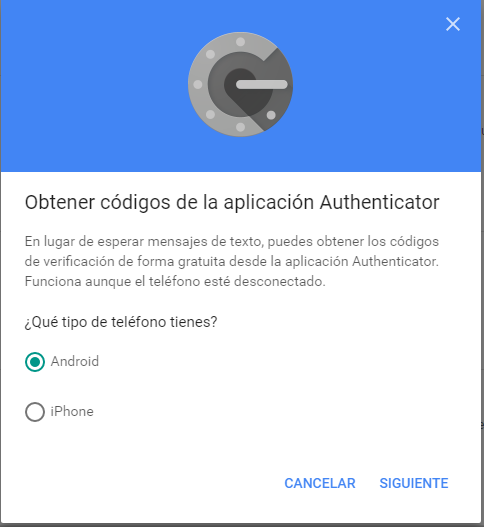 Obtener códigos de la aplicación Authenticator
En lugar de esperar mensajes de texto, puedes obtener los códigos
de verificación de forma gratuita desde la aplicación Authenticator.
Funciona aunque el teléfono esté desconectado.
¿Qué tipo de teléfono tienes?
Android
iPhone
CANCELAR SIGUIENTE